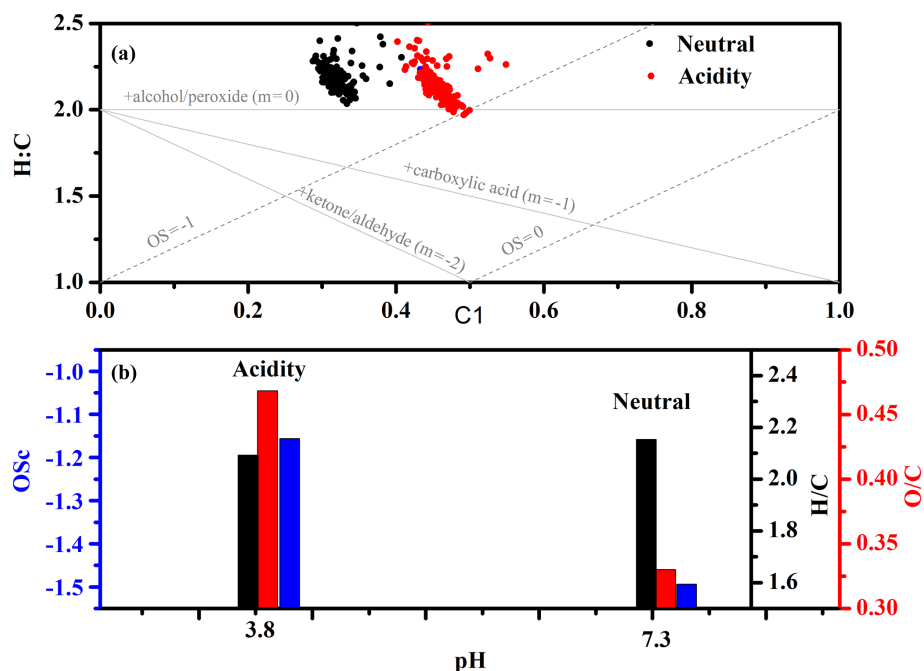 2.5
2.0
1.5
1.0
H:C
(a)
Neutral
Acidity
+alcohol/peroxide (m=0)
+carboxylic acid (m=-1)
+ketone/aldehyde (m=-2)
OS=-1
OS=0
0.0
0.2
0.4
0.6
0.8
1.0
C1
(b)
Acidity
Neutral
-1.0
-1.1
-1.2
-1.3
-1.4
-1.5
OSc
2.4
2.2
2.0
1.8
1.6
H/C
0.50
0.45
0.40
0.35
0.30
O/C
3.8
7.3
pH